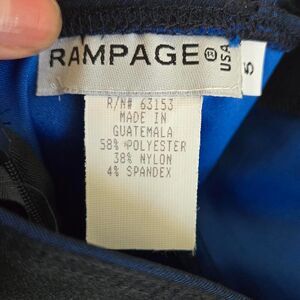 RAMPAGE ® USA 5
R/N# 63153
MADE IN
GUATEMALA
58% POLYESTER
38% NYLON
4% SPANDEX